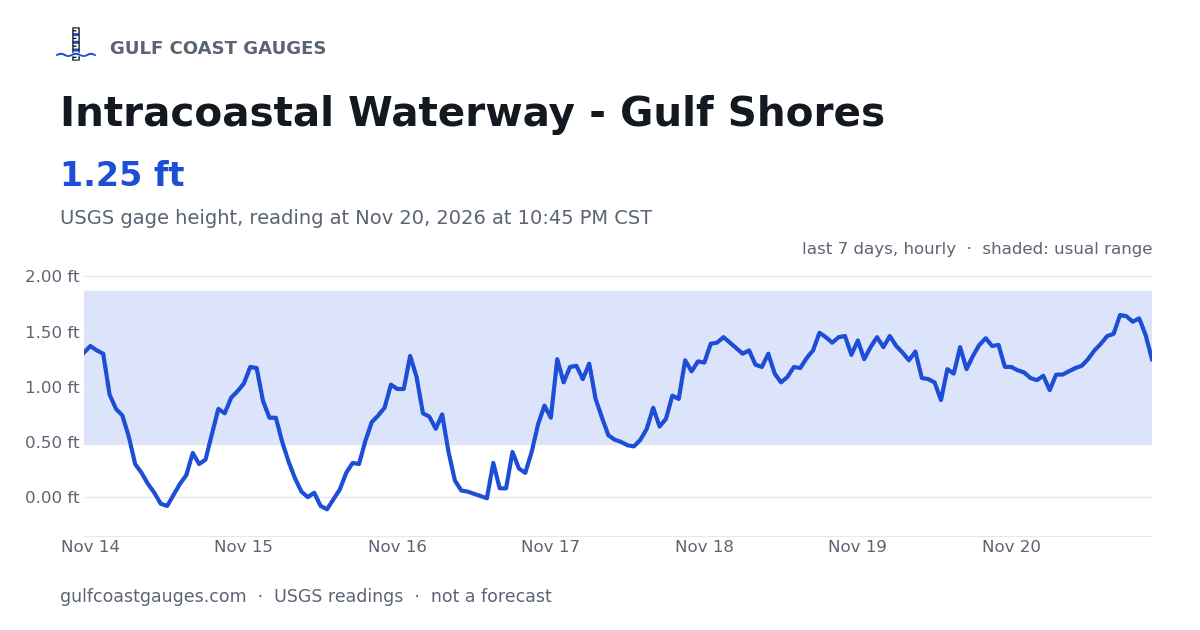 GULF COAST GAUGES
Intracoastal Waterway - Gulf Shores
1.25 ft
USGS gage height, reading at Nov 20, 2026 at 10:45 PM CST
last 7 days, hourly · shaded: usual range
2.00 ft
1.50 ft
1.00 ft
0.50 ft
0.00 ft
Nov 14 Nov 15 Nov 16 Nov 17 Nov 18 Nov 19 Nov 20
gulfcoastgauges.com · USGS readings · not a forecast